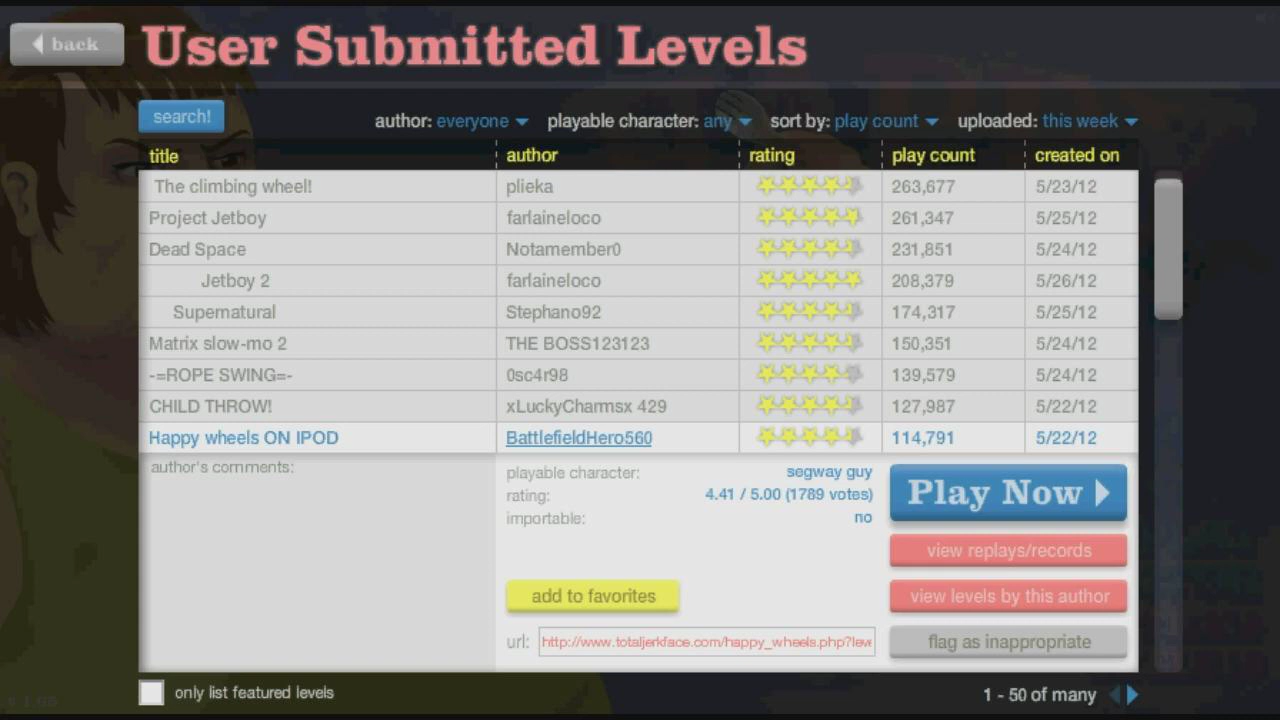 back
User Submitted Levels
search!
author: everyone playable character: any sort by: play count uploaded: this week
title author rating play count created on
The climbing wheel! plieka 263,677 5/23/12
Project Jetboy farlaineloco 261,347 5/25/12
Dead Space Notamember0 231,851 5/24/12
Jetboy 2 farlaineloco 208,379 5/26/12
Supernatural Stephano92 174,317 5/25/12
Matrix slow-mo 2 THE BOSS123123 150,351 5/24/12
-=ROPE SWING=- 0sc4r98 139,579 5/24/12
CHILD THROW! xLuckyCharmsx 429 127,987 5/22/12
Happy wheels ON IPOD BattlefieldHero560 114,791 5/22/12
author's comments:
playable character: segway guy
rating: 4.41 / 5.00 (1789 votes)
importable: no
Play Now
view replays/records
add to favorites
view levels by this author
url: http://www.totaljerkface.com/happy_wheels.php?leve
flag as inappropriate
only list featured levels
1 - 50 of many